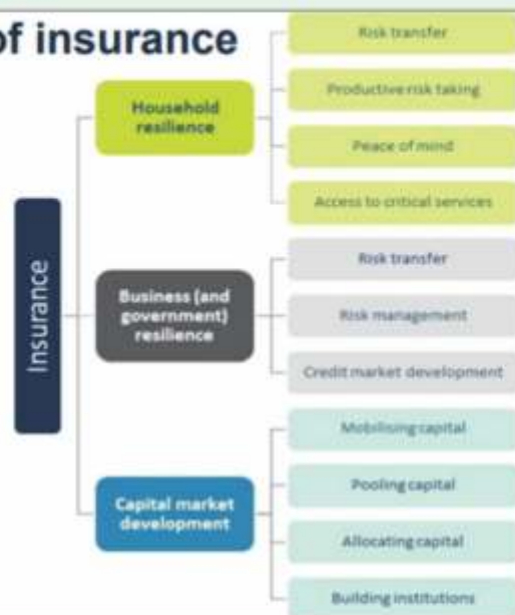 of insurance
Insurance
Household
resilience
Risk transfer
Productive risk taking
Peace of mind
Access to critical services
Business (and
government)
resilience
Risk transfer
Risk management
Credit market development
Capital market
development
Mobilising capital
Pooling capital
Allocating capital
Building institutions